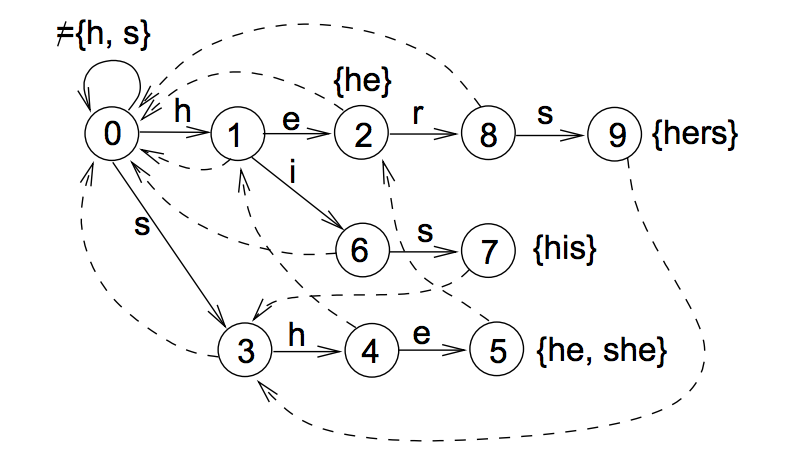 ≠{h, s}
{he}
h
e
r
s
0
1
2
8
9
{hers}
i
s
s
6
7
{his}
h
e
3
4
5
{he, she}